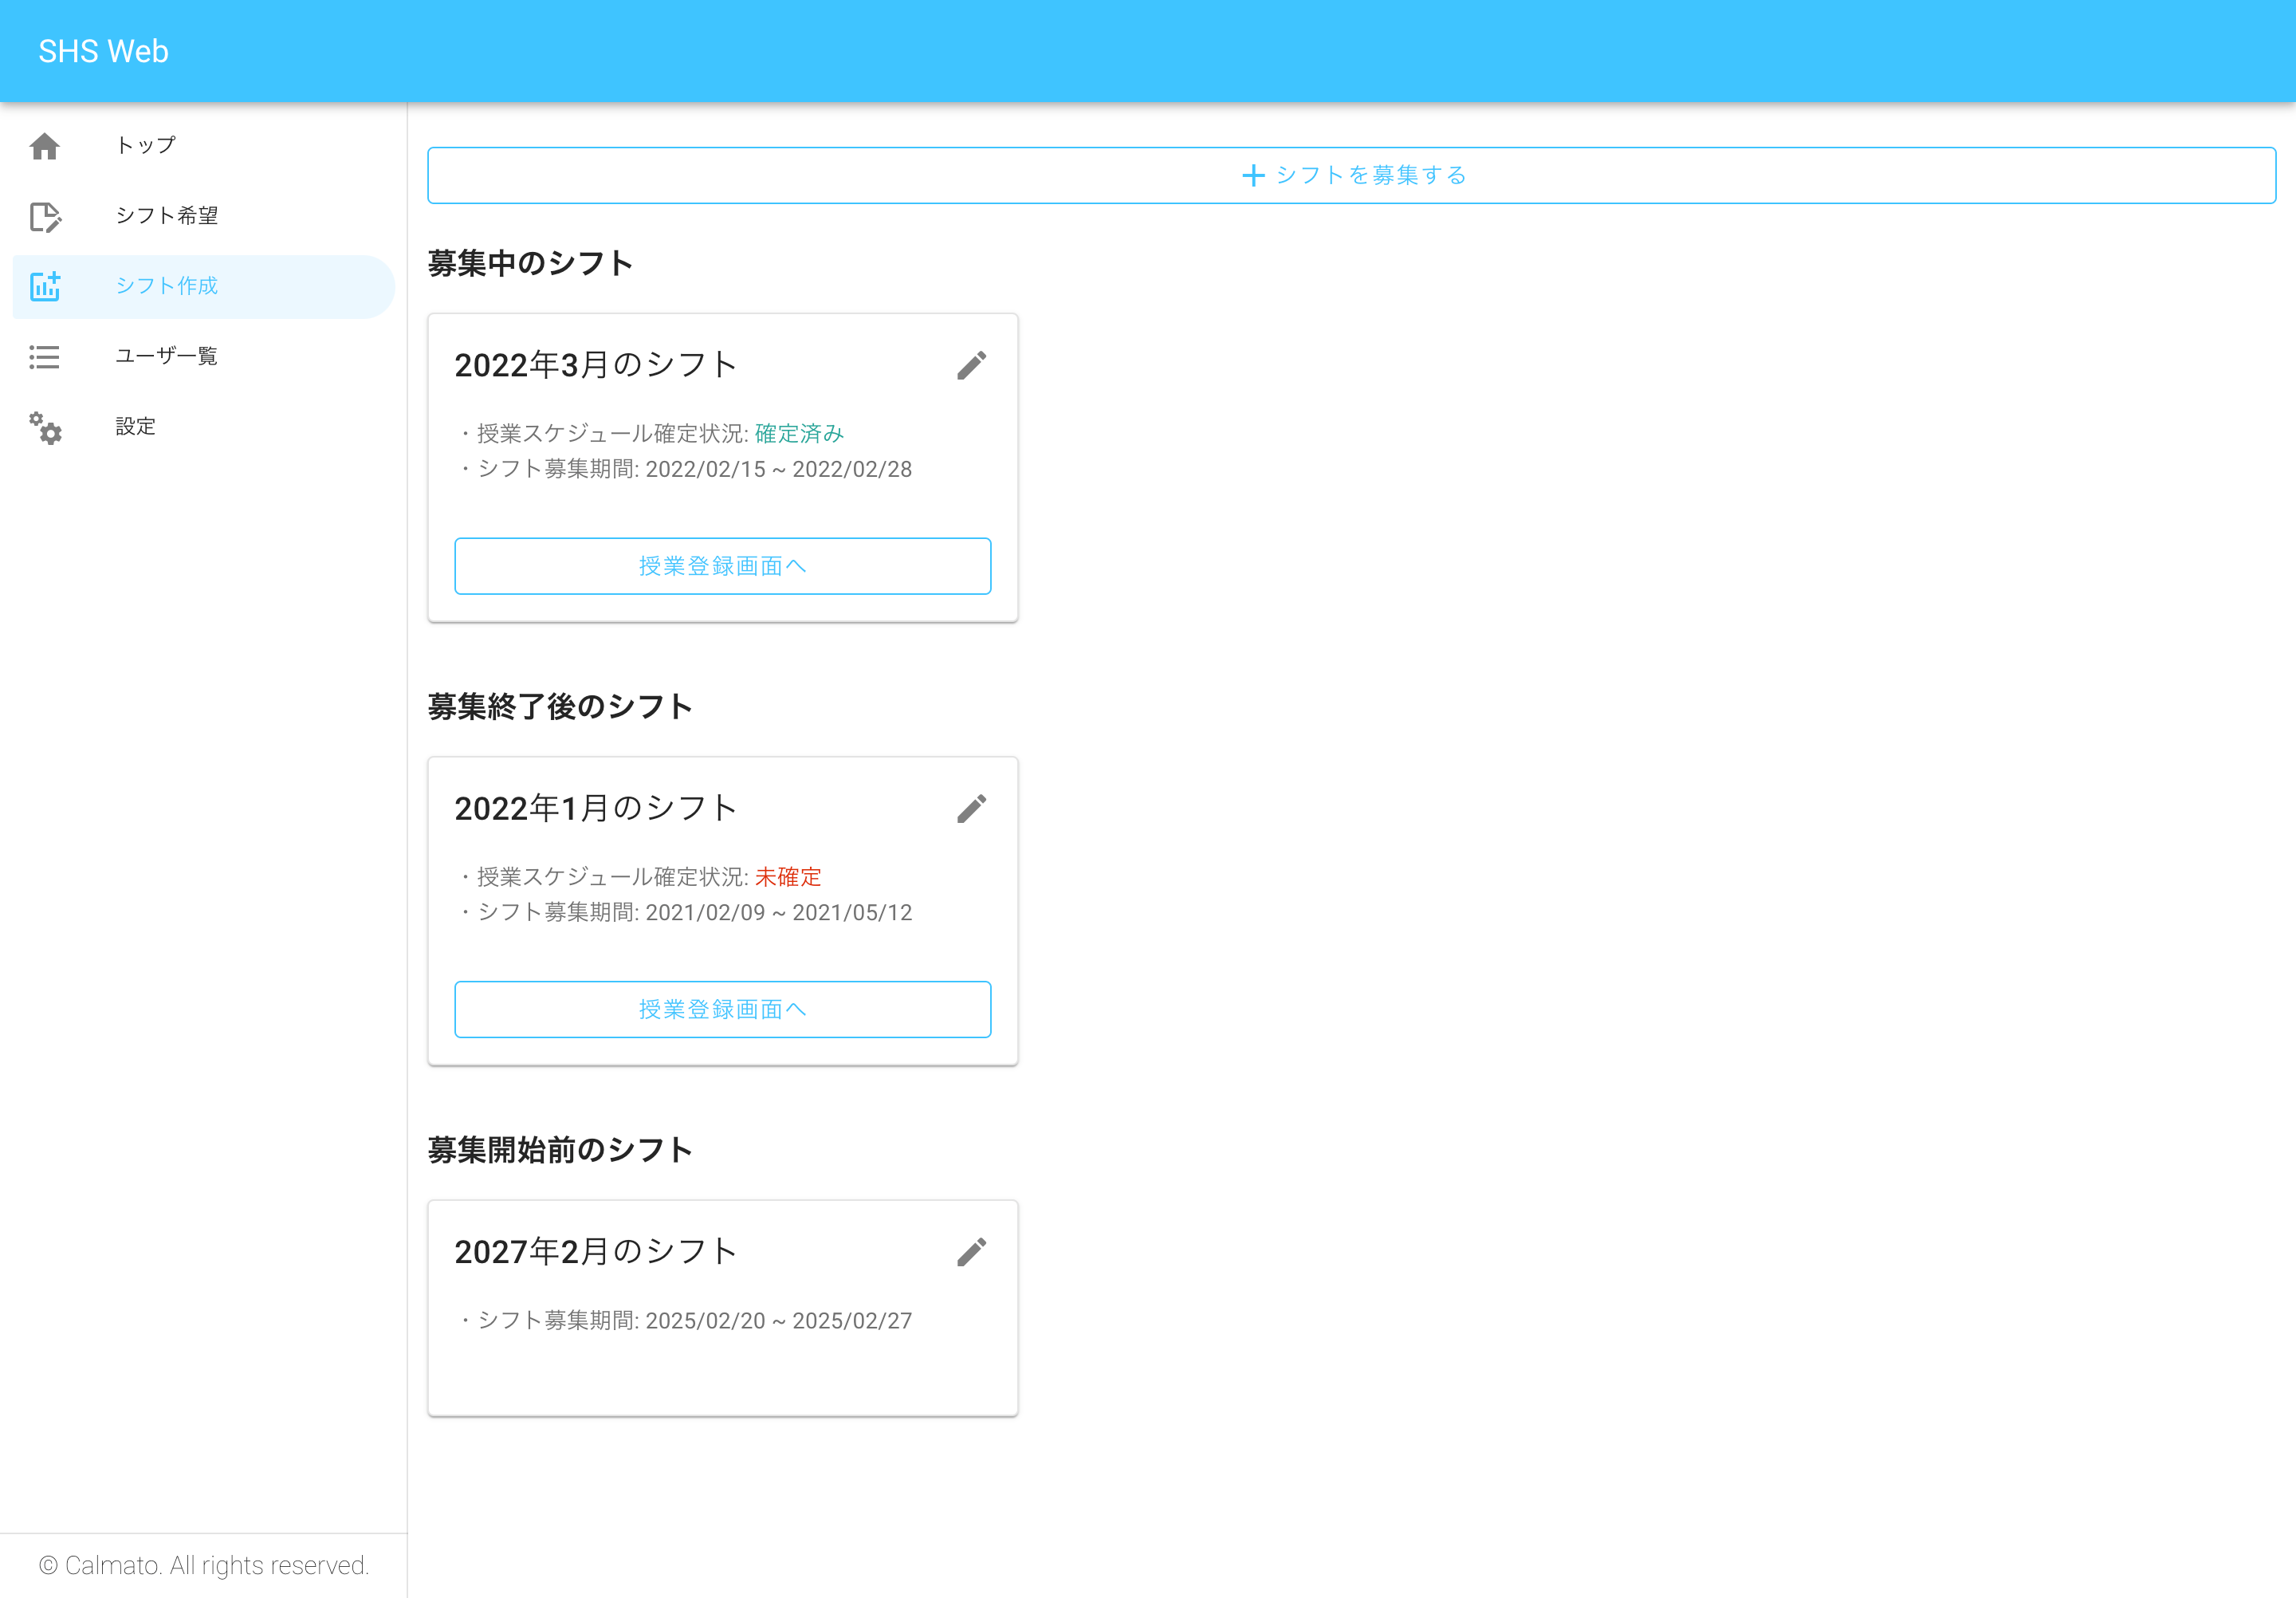 SHS Web
トップ
シフト希望
シフト作成
ユーザ一覧
設定
© Calmato. All rights reserved.
シフトを募集する
募集中のシフト
2022年3月のシフト
・授業スケジュール確定状況: 確定済み
・シフト募集期間: 2022/02/15 ~ 2022/02/28
授業登録画面へ
募集終了後のシフト
2022年1月のシフト
・授業スケジュール確定状況: 未確定
・シフト募集期間: 2021/02/09 ~ 2021/05/12
授業登録画面へ
募集開始前のシフト
2027年2月のシフト
・シフト募集期間: 2025/02/20 ~ 2025/02/27